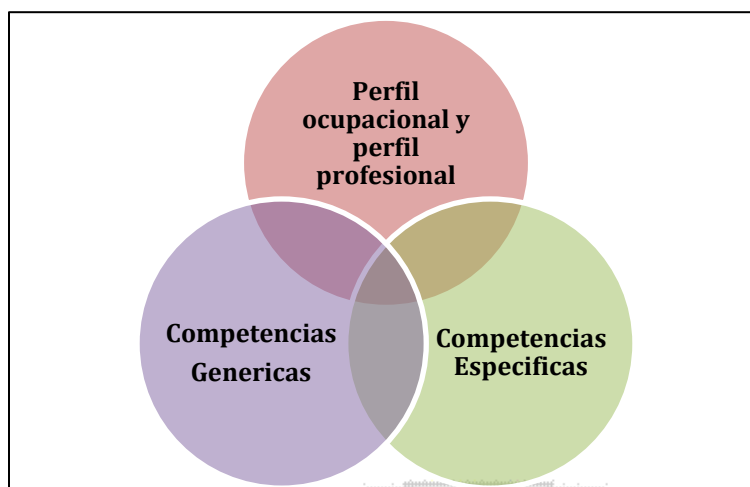 Perfil
ocupacional y
perfil
profesional
Competencias
Genericas
Competencias
Especificas